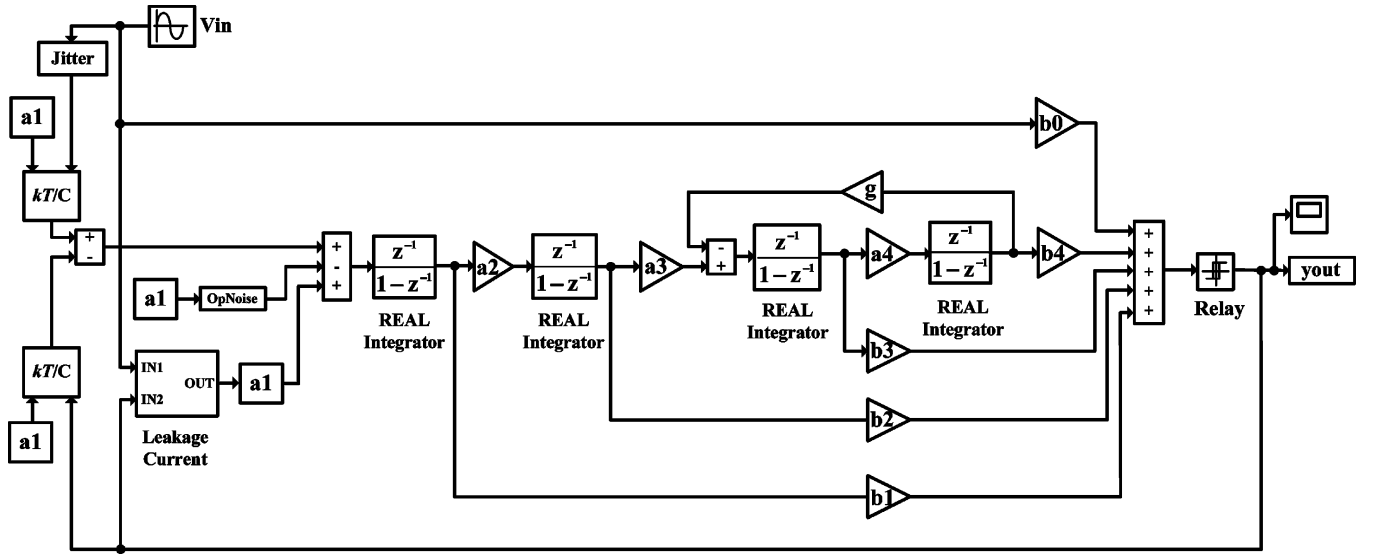 Vin
Jitter
a1
b0
kT/C
g
+
-
+
-
+
z⁻¹
1 − z⁻¹
REAL
Integrator
a2
z⁻¹
1 − z⁻¹
REAL
Integrator
a3
-
+
z⁻¹
1 − z⁻¹
REAL
Integrator
a4
z⁻¹
1 − z⁻¹
REAL
Integrator
b4
+
+
+
+
+
Relay
yout
a1
OpNoise
kT/C
IN1
OUT
IN2
a1
Leakage
Current
a1
b3
b2
b1